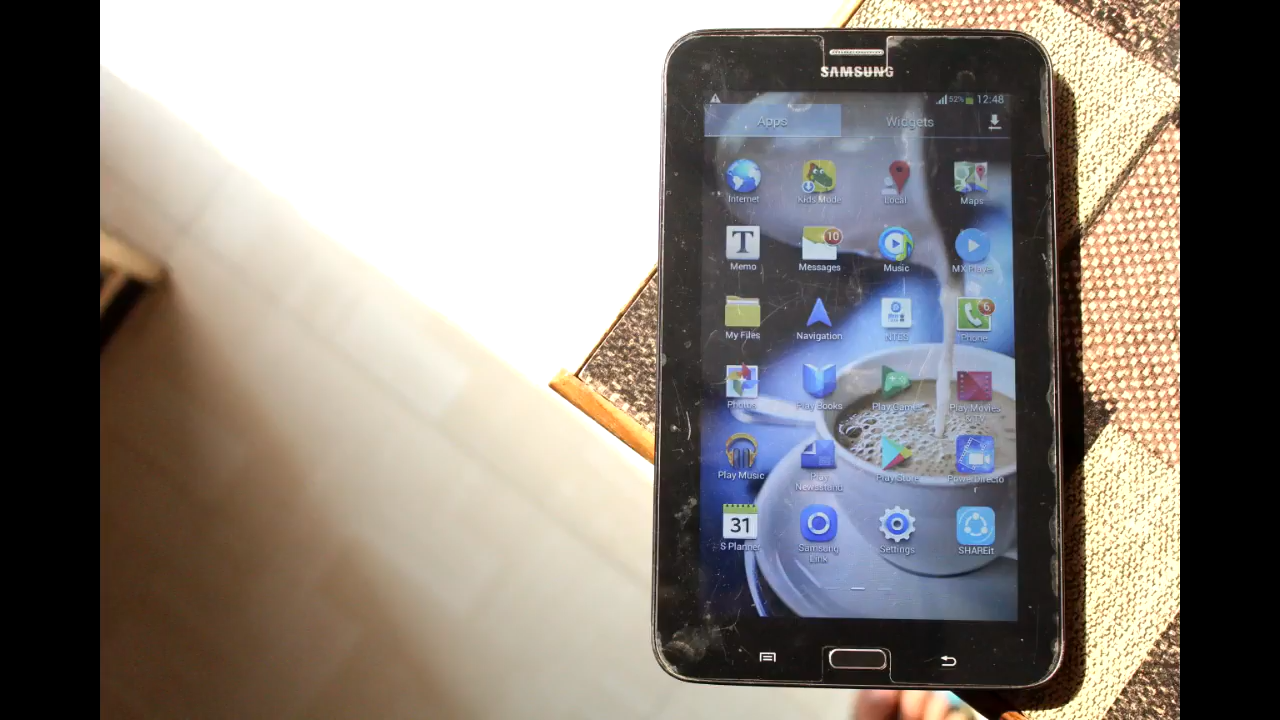 SAMSUNG
52% 12:48
Apps Widgets
Internet Kids Mode Local Maps
T 10
Memo Messages Music MX Player
6
My Files Navigation Phone
Photos Play Books Play Games Play Movies
& TV
Play Music Play Play Store PowerDirecto
Newsstand r
31
S Planner Samsung Settings SHAREit
Link